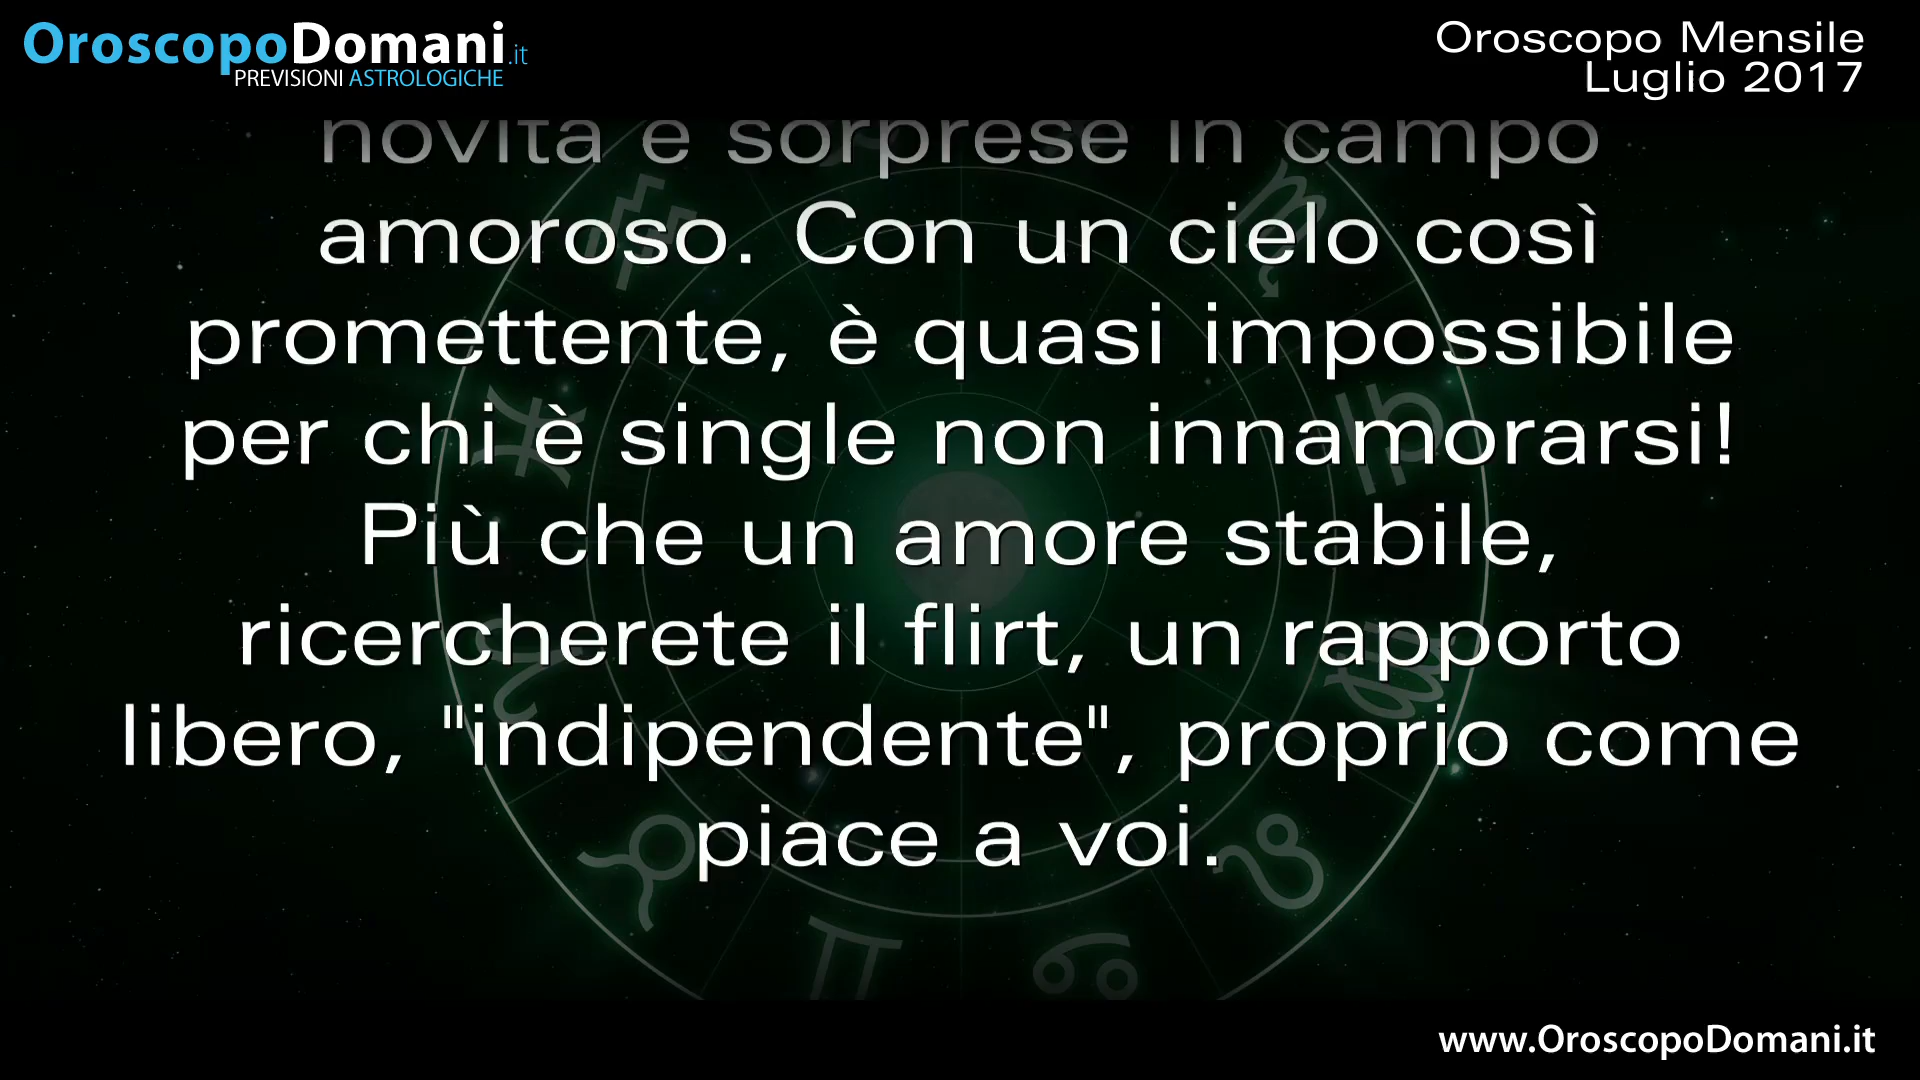 OroscopoDomani.it
PREVISIONI ASTROLOGICHE
Oroscopo Mensile
Luglio 2017
novità e sorprese in campo
amoroso. Con un cielo così
promettente, è quasi impossibile
per chi è single non innamorarsi!
Più che un amore stabile,
ricercherete il flirt, un rapporto
libero, "indipendente", proprio come
piace a voi.
www.OroscopoDomani.it